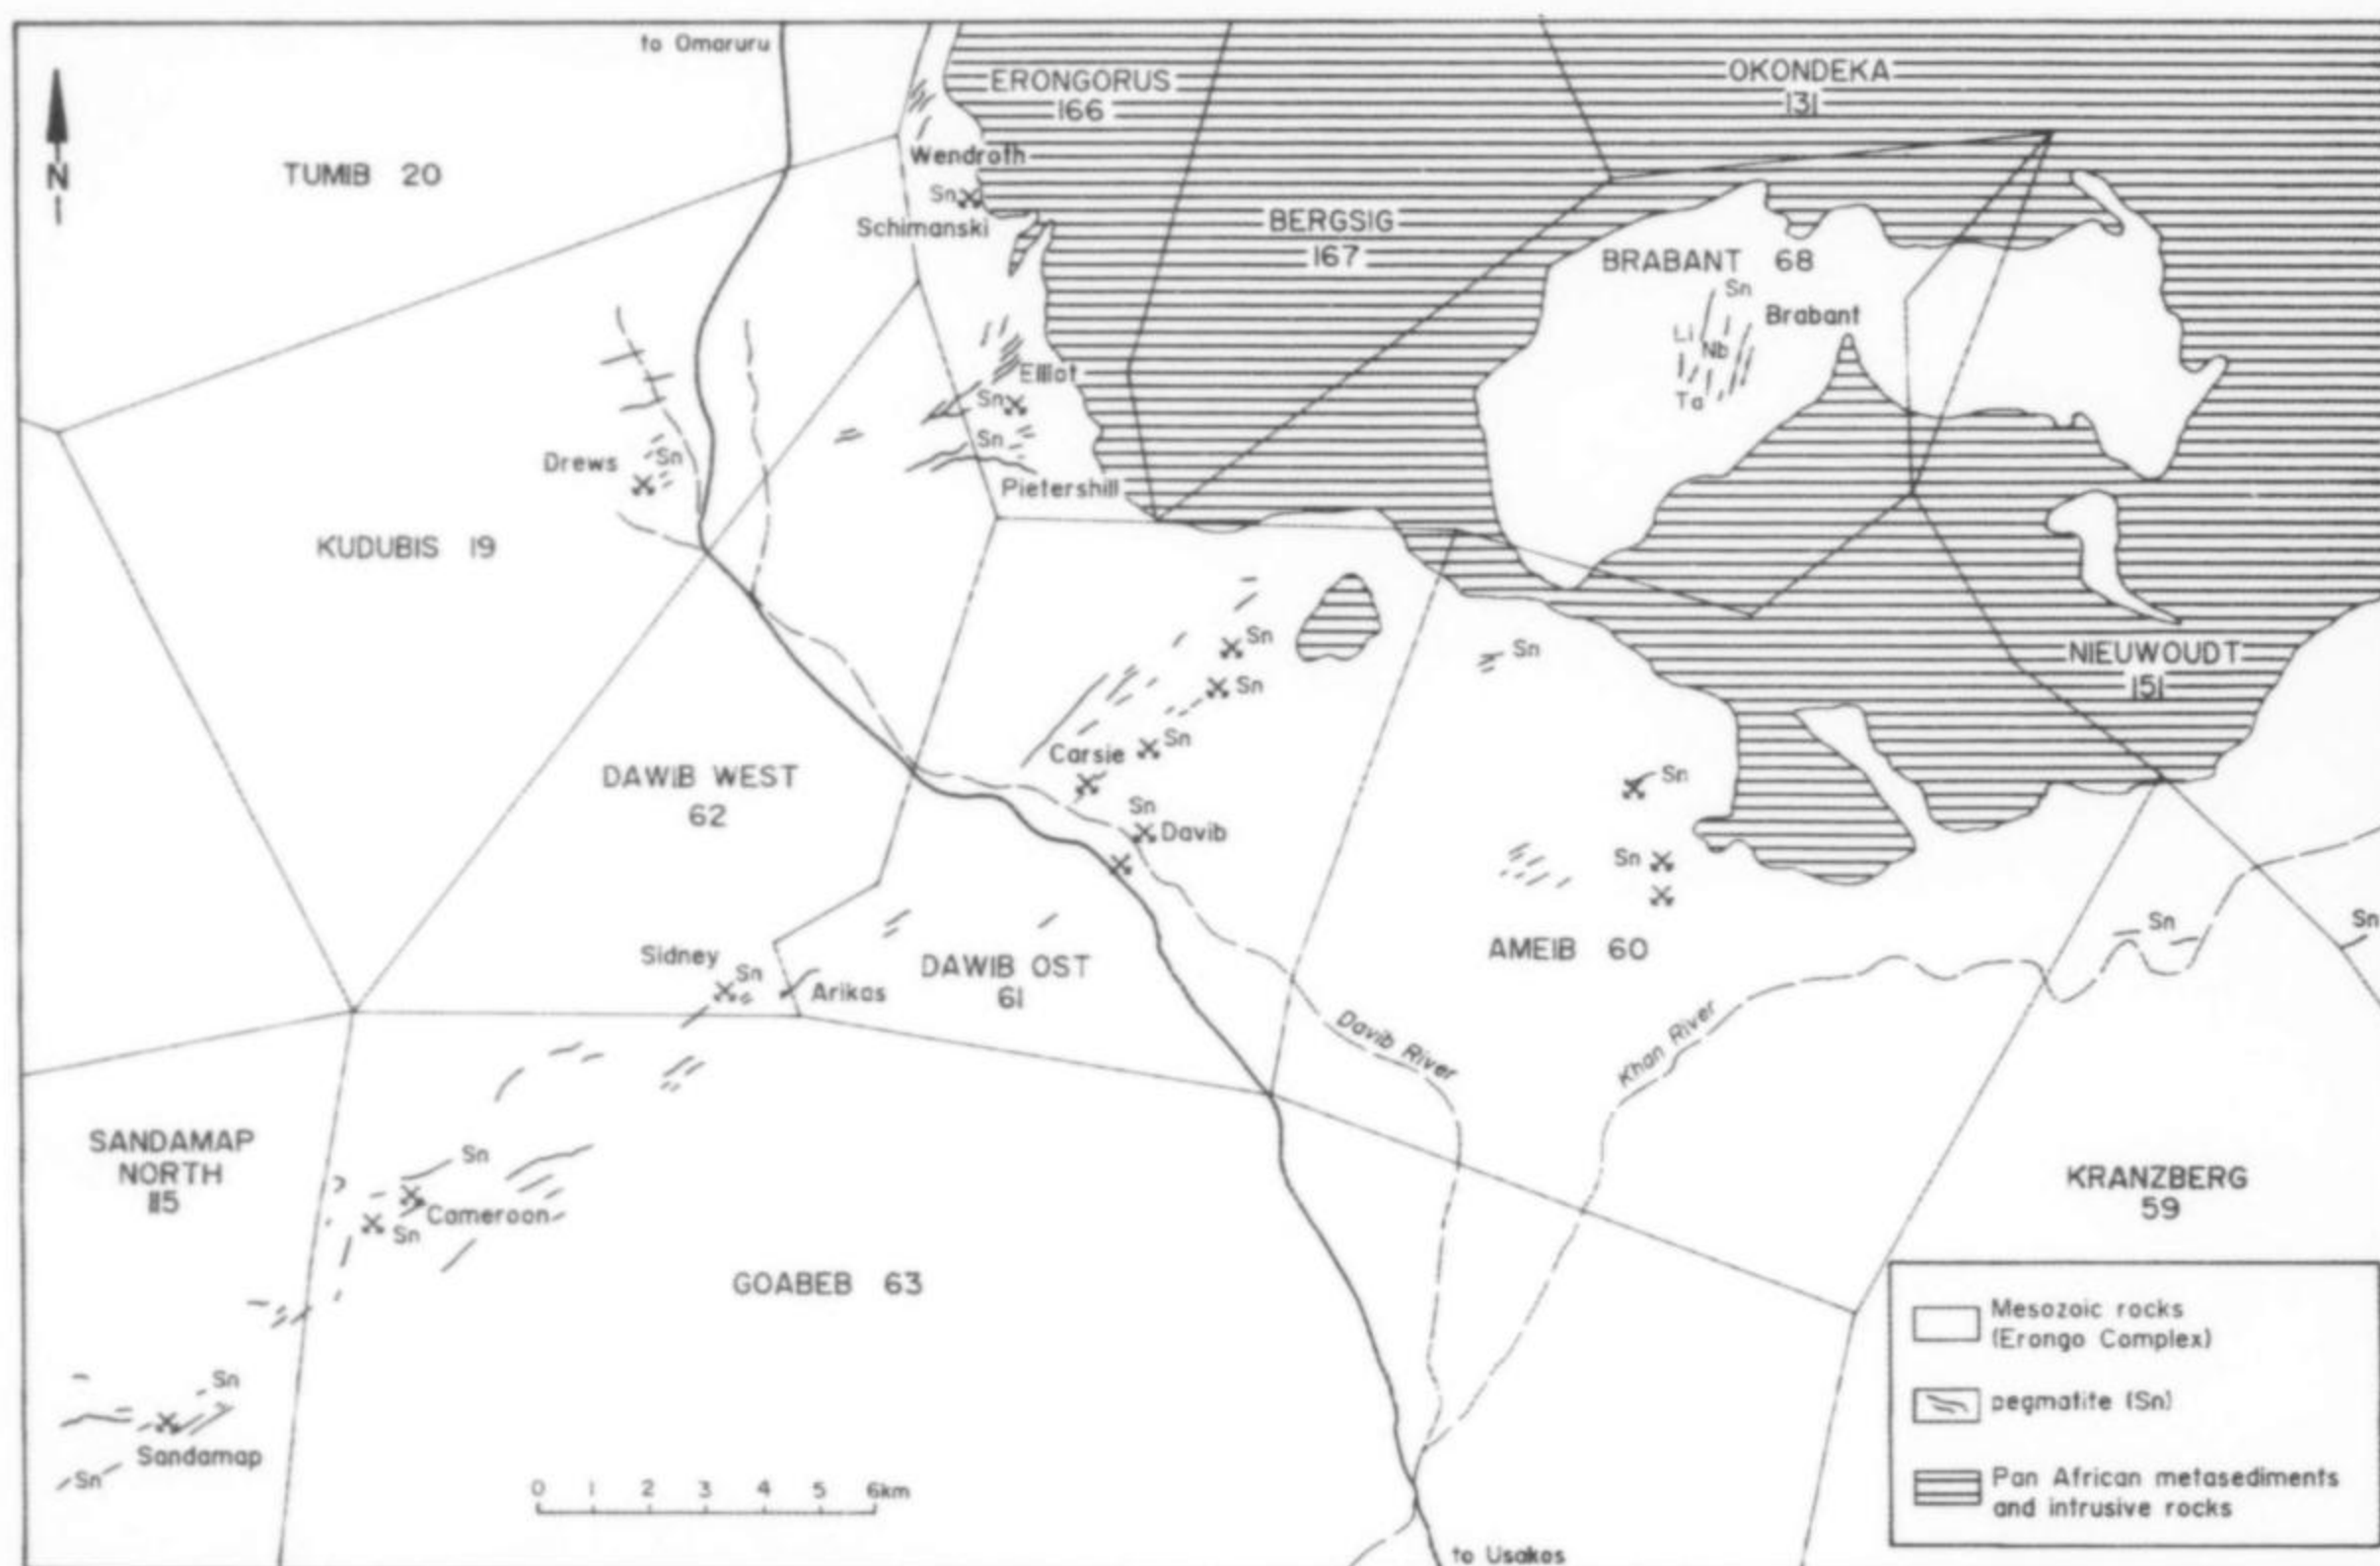 to Omaruru
ERONGORUS
166
OKONDEKA
131
N
TUMIB 20
Wendroth
Sn
Schimanski
BERGSIG
167
BRABANT 68
Sn
Brabant
Li
Nb
Ta
Elliot
Sn
Sn
Pietershill
Drews
Sn
KUDUBIS 19
Sn
Sn
Sn
Carsie
Sn
Davib
Sn
Sn
Sn
NIEUWOUDT
151
DAWIB WEST
62
Sidney
Sn
Arikas
DAWIB OST
61
AMEIB 60
Sn
Sn
Davib River
Khan River
SANDAMAP
NORTH
115
Sn
Cameroon
Sn
GOABEB 63
KRANZBERG
59
Sn
Sandamap
Sn
0 1 2 3 4 5 6km
to Usakos
Mesozoic rocks
(Erongo Complex)
pegmatite (Sn)
Pan African metasediments
and intrusive rocks